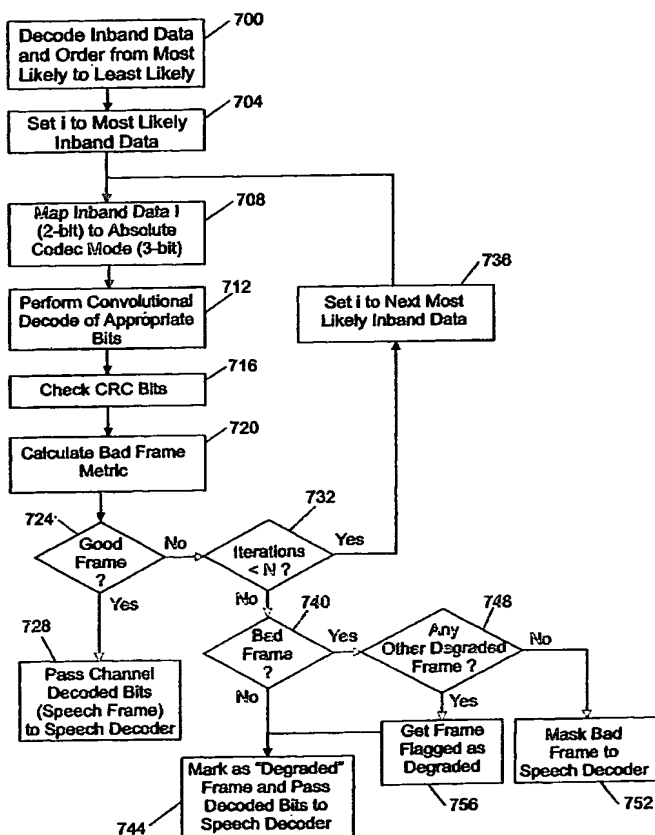 Decode Inband Data
and Order from Most
Likely to Least Likely
700
Set i to Most Likely
Inband Data
704
Map Inband Data I
(2-bit) to Absolute
Codec Mode (3-bit)
708
Perform Convolutional
Decode of Appropriate
Bits
712
Set i to Next Most
Likely Inband Data
736
Check CRC Bits
716
Calculate Bad Frame
Metric
720
724
Good
Frame
?
No
Yes
732
Iterations
< N ?
Yes
No
728
Pass Channel
Decoded Bits
(Speech Frame)
to Speech Decoder
740
Bad
Frame
?
Yes
No
748
Any
Other Degraded
Frame ?
No
Yes
Mark as "Degraded"
Frame and Pass
Decoded Bits to
Speech Decoder
744
Get Frame
Flagged as
Degraded
756
Mask Bad
Frame to
Speech Decoder
752